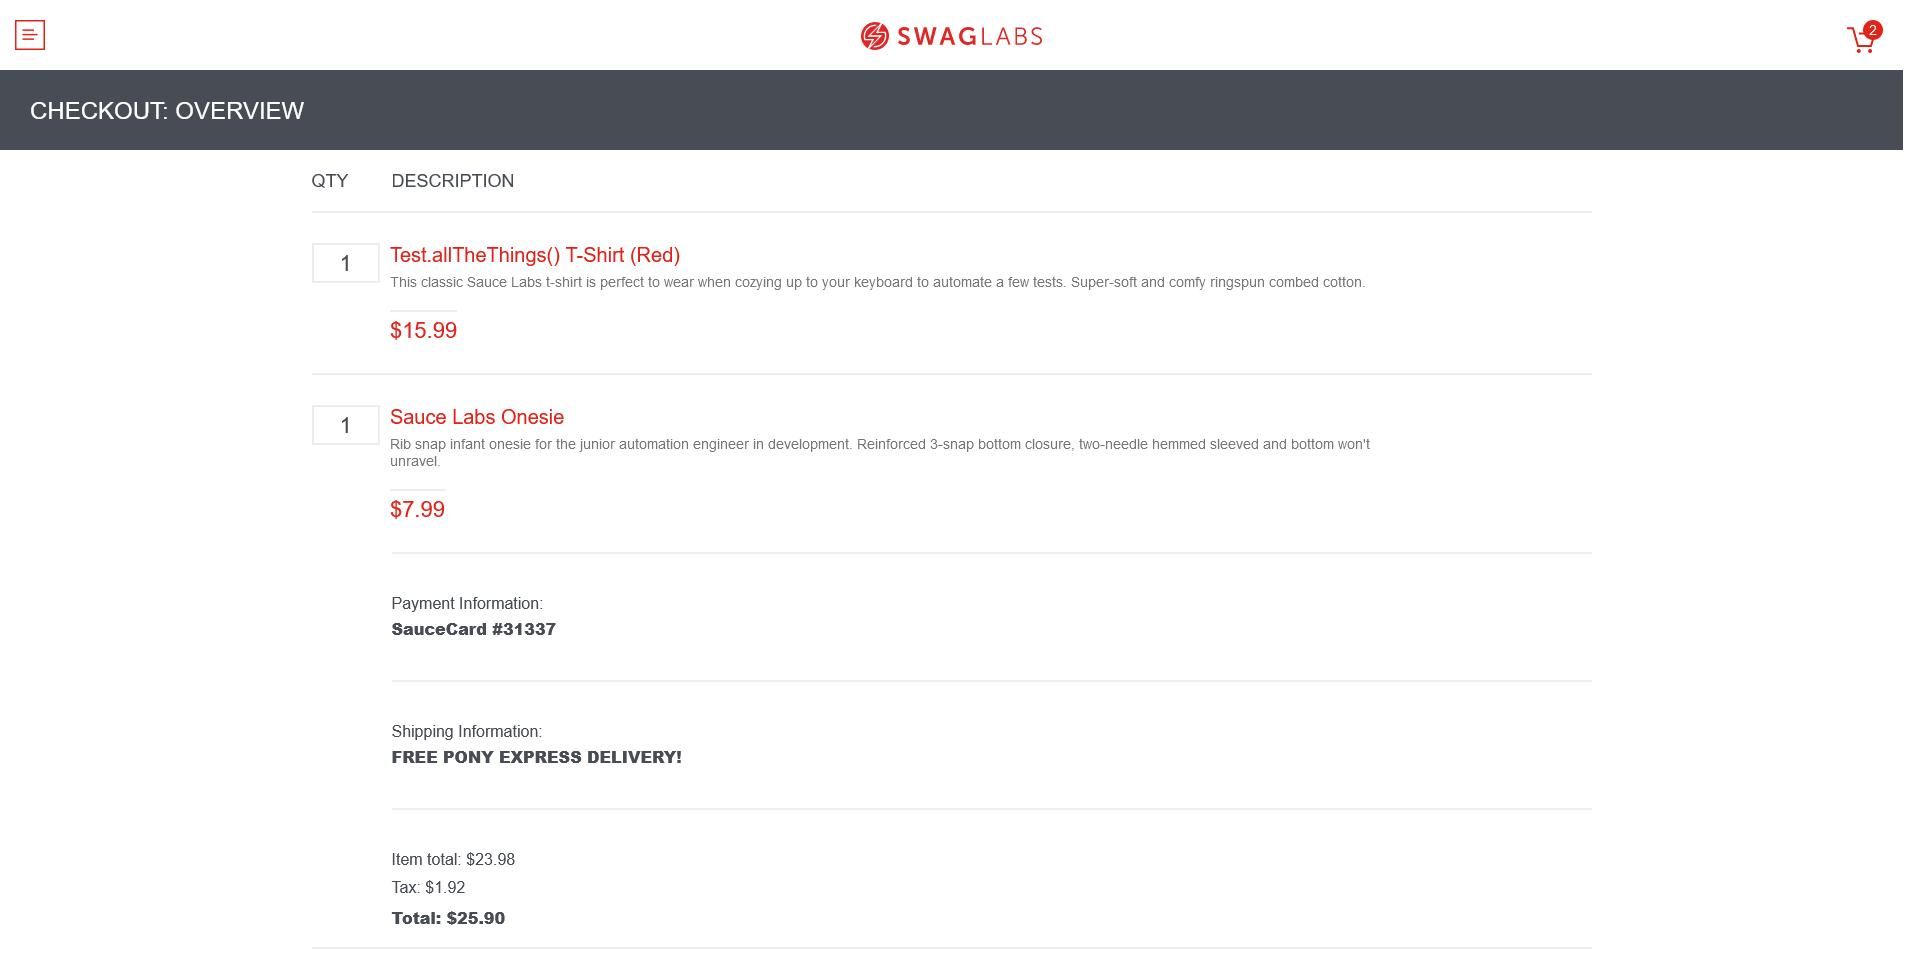 SWAGLABS
2
CHECKOUT: OVERVIEW
QTY DESCRIPTION
1
Test.allTheThings() T-Shirt (Red)
This classic Sauce Labs t-shirt is perfect to wear when cozying up to your keyboard to automate a few tests. Super-soft and comfy ringspun combed cotton.
$15.99
1
Sauce Labs Onesie
Rib snap infant onesie for the junior automation engineer in development. Reinforced 3-snap bottom closure, two-needle hemmed sleeved and bottom won't
unravel.
$7.99
Payment Information:
SauceCard #31337
Shipping Information:
FREE PONY EXPRESS DELIVERY!
Item total: $23.98
Tax: $1.92
Total: $25.90